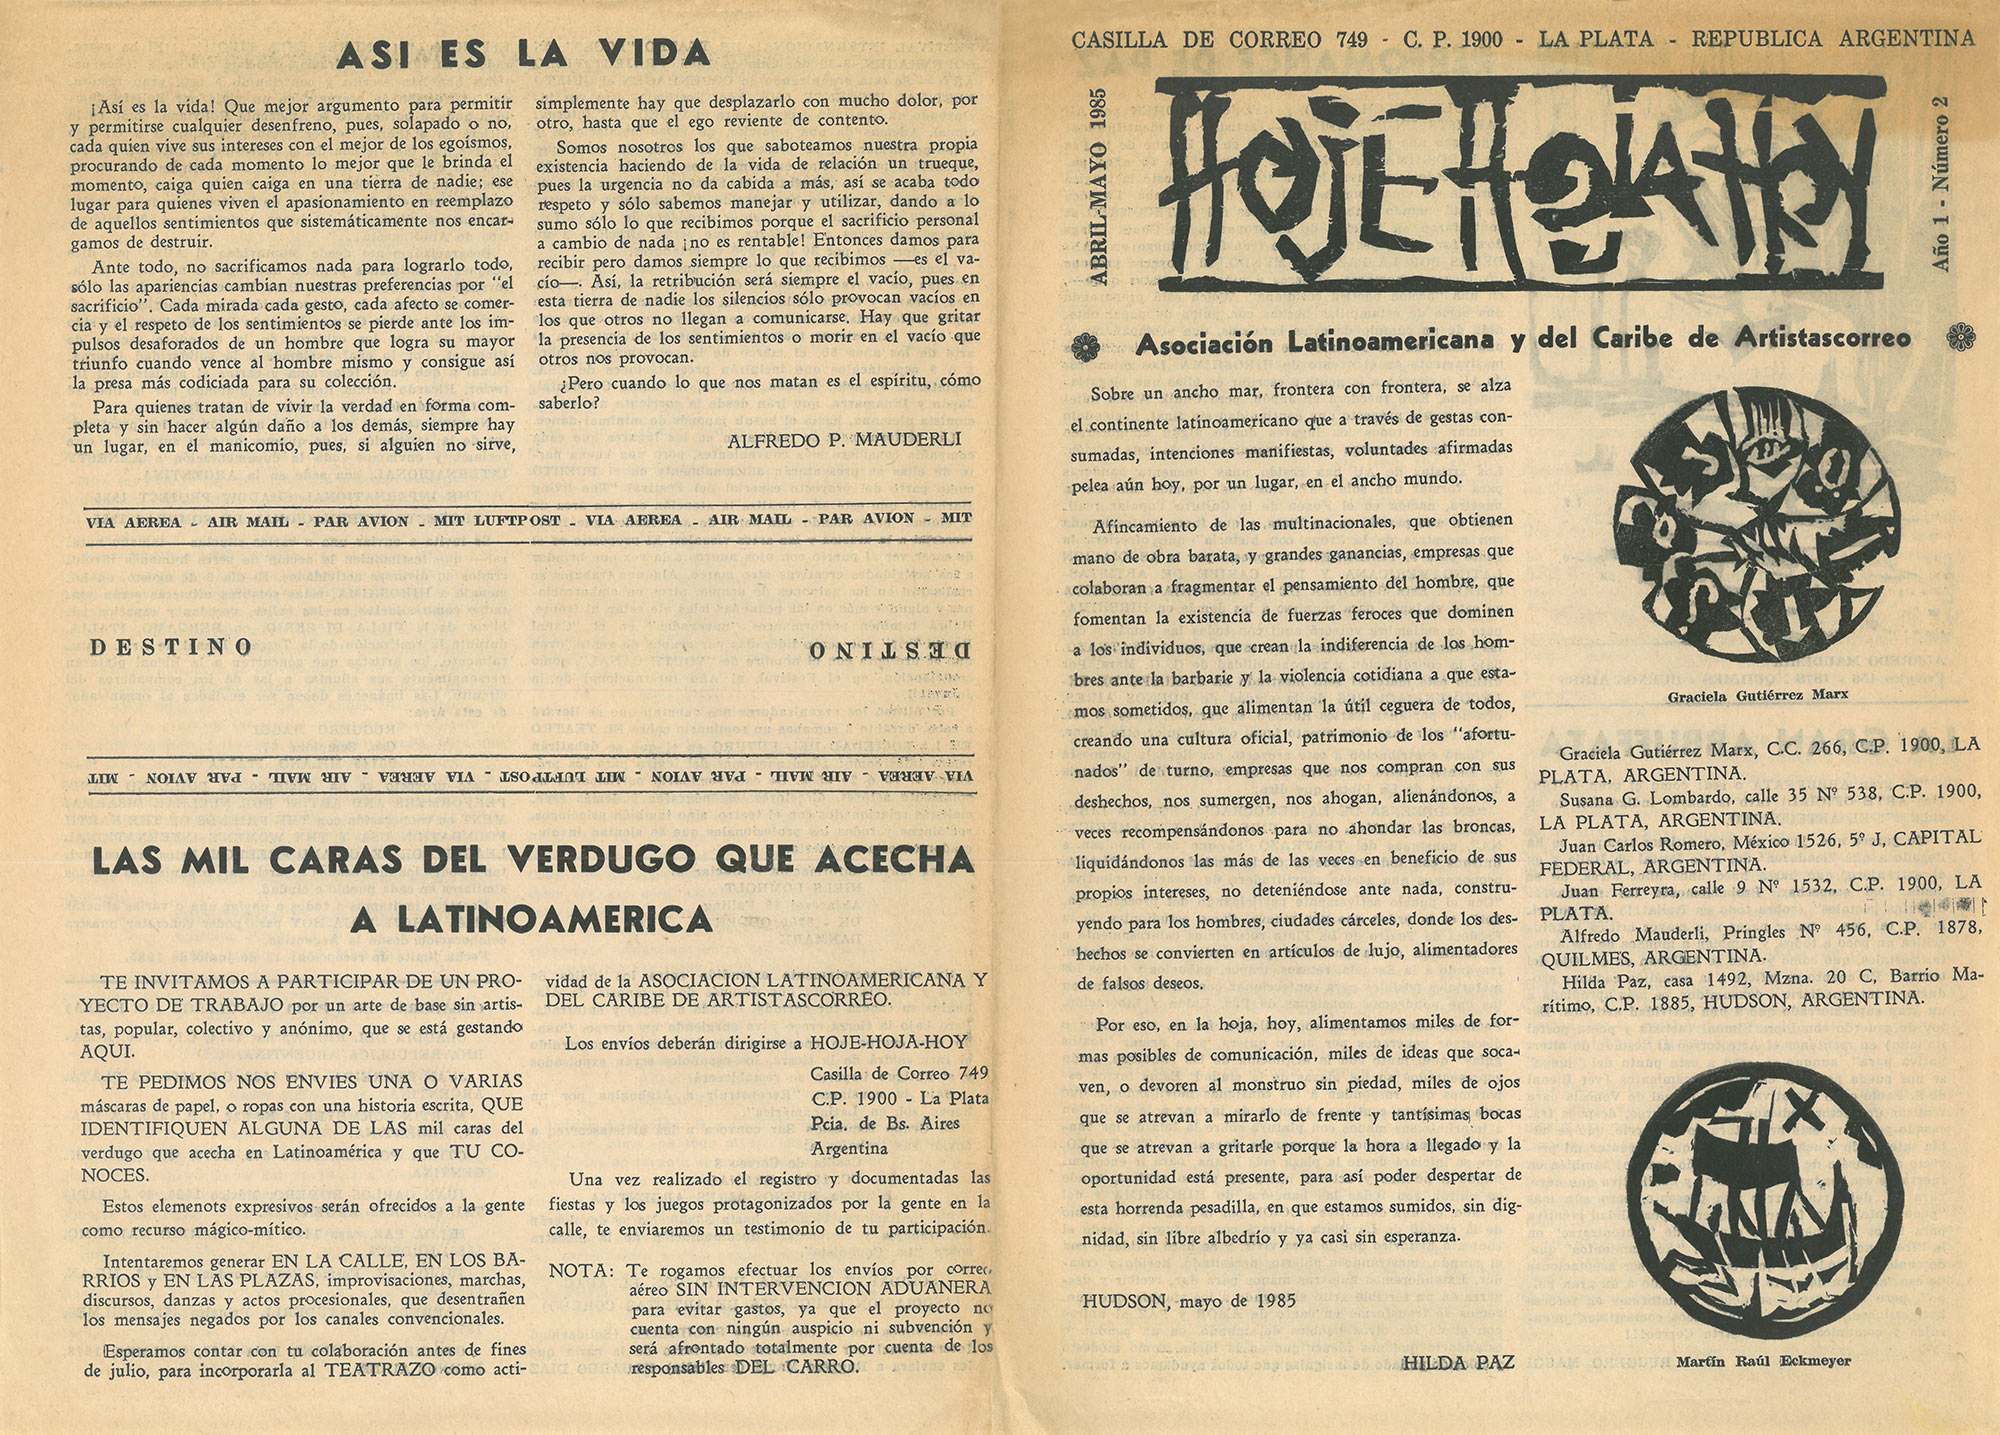 ASI ES LA VIDA
¡Así es la vida! Que mejor argumento para permitir
y permitirse cualquier desenfreno, pues, solapado o no,
cada quien vive sus intereses con el mejor de los egoísmos,
procurando de cada momento lo mejor que le brinda el
momento, caiga quien caiga en una tierra de nadie; ese
lugar para quienes viven el apasionamiento en reemplazo
de aquellos sentimientos que sistemáticamente nos encar-
gamos de destruir.
Ante todo, no sacrificamos nada para lograrlo todo,
sólo las apariencias cambian nuestras preferencias por "el
sacrificio". Cada mirada cada gesto, cada afecto se comer-
cia y el respeto de los sentimientos se pierde ante los im-
pulsos desaforados de un hombre que logra su mayor
triunfo cuando vence al hombre mismo y consigue así
la presa más codiciada para su colección.
Para quienes tratan de vivir la verdad en forma com-
pleta y sin hacer algún daño a los demás, siempre hay
un lugar, en el manicomio, pues, si alguien no sirve,
simplemente hay que desplazarlo con mucho dolor, por
otro, hasta que el ego reviente de contento.
Somos nosotros los que saboteamos nuestra propia
existencia haciendo de la vida de relación un trueque,
pues la urgencia no da cabida a más, así se acaba todo
respeto y sólo sabemos manejar y utilizar, dando a lo
sumo sólo lo que recibimos porque el sacrificio personal
a cambio de nada ¡no es rentable! Entonces damos para
recibir pero damos siempre lo que recibimos —es el va-
cío—. Así, la retribución será siempre el vacío, pues en
esta tierra de nadie los silencios sólo provocan vacíos en
los que otros no llegan a comunicarse. Hay que gritar
la presencia de los sentimientos o morir en el vacío que
otros nos provocan.
¿Pero cuando lo que nos matan es el espíritu, cómo
saberlo?
ALFREDO P. MAUDERLI
VIA AEREA - AIR MAIL - PAR AVION - MIT LUFTPOST - VIA AEREA - AIR MAIL - PAR AVION - MIT
DESTINO
DESTINO
VIA AEREA - AIR MAIL - PAR AVION - MIT LUFTPOST - VIA AEREA - AIR MAIL - PAR AVION - MIT
LAS MIL CARAS DEL VERDUGO QUE ACECHA
A LATINOAMERICA
TE INVITAMOS A PARTICIPAR DE UN PRO-
YECTO DE TRABAJO por un arte de base sin artis-
tas, popular, colectivo y anónimo, que se está gestando
AQUI.
TE PEDIMOS NOS ENVIES UNA O VARIAS
máscaras de papel, o ropas con una historia escrita, QUE
IDENTIFIQUEN ALGUNA DE LAS mil caras del
verdugo que acecha en Latinoamérica y que TU CO-
NOCES.
Estos elemenots expresivos serán ofrecidos a la gente
como recurso mágico-mítico.
Intentaremos generar EN LA CALLE, EN LOS BA-
RRIOS y EN LAS PLAZAS, improvisaciones, marchas,
discursos, danzas y actos procesionales, que desentrañen
los mensajes negados por los canales convencionales.
Esperamos contar con tu colaboración antes de fines
de julio, para incorporarla al TEATRAZO como acti-
vidad de la ASOCIACION LATINOAMERICANA Y
DEL CARIBE DE ARTISTASCORREO.
Los envíos deberán dirigirse a HOJE-HOJA-HOY
Casilla de Correo 749
C.P. 1900 - La Plata
Pcia. de Bs. Aires
Argentina
Una vez realizado el registro y documentadas las
fiestas y los juegos protagonizados por la gente en la
calle, te enviaremos un testimonio de tu participación.
NOTA: Te rogamos efectuar los envíos por correo
aéreo SIN INTERVENCION ADUANERA
para evitar gastos, ya que el proyecto no
cuenta con ningún auspicio ni subvención y
será afrontado totalmente por cuenta de los
responsables DEL CARRO.
CASILLA DE CORREO 749 - C. P. 1900 - LA PLATA - REPUBLICA ARGENTINA
ABRIL-MAYO 1985
HOJE HOJA HOY
Año 1 - Número 2
Asociación Latinoamericana y del Caribe de Artistascorreo
Sobre un ancho mar, frontera con frontera, se alza
el continente latinoamericano que a través de gestas con-
sumadas, intenciones manifiestas, voluntades afirmadas
pelea aún hoy, por un lugar, en el ancho mundo.
Afincamiento de las multinacionales, que obtienen
mano de obra barata, y grandes ganancias, empresas que
colaboran a fragmentar el pensamiento del hombre, que
fomentan la existencia de fuerzas feroces que dominen
a los individuos, que crean la indiferencia de los hom-
bres ante la barbarie y la violencia cotidiana a que esta-
mos sometidos, que alimentan la útil ceguera de todos,
creando una cultura oficial, patrimonio de los "afortu-
nados" de turno, empresas que nos compran con sus
deshechos, nos sumergen, nos ahogan, alienándonos, a
veces recompensándonos para no ahondar las broncas,
liquidándonos las más de las veces en beneficio de sus
propios intereses, no deteniéndose ante nada, constru-
yendo para los hombres, ciudades cárceles, donde los des-
hechos se convierten en artículos de lujo, alimentadores
de falsos deseos.
Por eso, en la hoja, hoy, alimentamos miles de for-
mas posibles de comunicación, miles de ideas que soca-
ven, o devoren al monstruo sin piedad, miles de ojos
que se atrevan a mirarlo de frente y tantísimas bocas
que se atrevan a gritarle porque la hora a llegado y la
oportunidad está presente, para así poder despertar de
esta horrenda pesadilla, en que estamos sumidos, sin dig-
nidad, sin libre albedrío y ya casi sin esperanza.
HUDSON, mayo de 1985
HILDA PAZ
Graciela Gutiérrez Marx
Graciela Gutiérrez Marx, C.C. 266, C.P. 1900, LA
PLATA, ARGENTINA.
Susana G. Lombardo, calle 35 Nº 538, C.P. 1900,
LA PLATA, ARGENTINA.
Juan Carlos Romero, México 1526, 5º J, CAPITAL
FEDERAL, ARGENTINA.
Juan Ferreyra, calle 9 Nº 1532, C.P. 1900, LA
PLATA.
Alfredo Mauderli, Pringles Nº 456, C.P. 1878,
QUILMES, ARGENTINA.
Hilda Paz, casa 1492, Mzna. 20 C, Barrio Ma-
rítimo, C.P. 1885, HUDSON, ARGENTINA.
Martín Raúl Eckmeyer